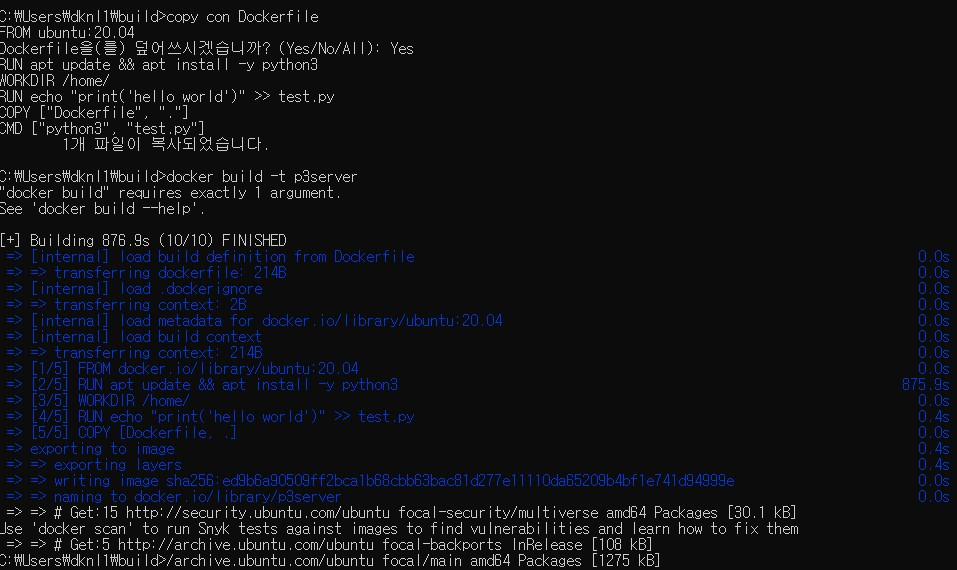 C:₩Users₩dknl1₩build>copy con Dockerfile
FROM ubuntu:20.04
Dockerfile을(를) 덮어쓰시겠습니까? (Yes/No/All): Yes
RUN apt update && apt install -y python3
WORKDIR /home/
RUN echo "print('hello world')" >> test.py
COPY ["Dockerfile", "."]
CMD ["python3", "test.py"]
1개 파일이 복사되었습니다.
C:₩Users₩dknl1₩build>docker build -t p3server
"docker build" requires exactly 1 argument.
See 'docker build --help'.
[+] Building 876.9s (10/10) FINISHED
=> [internal] load build definition from Dockerfile 0.0s
=> => transferring dockerfile: 214B 0.0s
=> [internal] load .dockerignore 0.0s
=> => transferring context: 2B 0.0s
=> [internal] load metadata for docker.io/library/ubuntu:20.04 0.0s
=> [internal] load build context 0.0s
=> => transferring context: 214B 0.0s
=> [1/5] FROM docker.io/library/ubuntu:20.04 0.0s
=> [2/5] RUN apt update && apt install -y python3 875.9s
=> [3/5] WORKDIR /home/ 0.0s
=> [4/5] RUN echo "print('hello world')" >> test.py 0.4s
=> [5/5] COPY [Dockerfile, .] 0.0s
=> exporting to image 0.4s
=> => exporting layers 0.4s
=> => writing image sha256:ed9b6a90509ff2bca1b68cbb63bac81d277e11110da65209b4bf1e741d94999e 0.0s
=> => naming to docker.io/library/p3server 0.0s
=> => # Get:15 http://security.ubuntu.com/ubuntu focal-security/multiverse amd64 Packages [30.1 kB]
Use 'docker scan' to run Snyk tests against images to find vulnerabilities and learn how to fix them
=> => # Get:5 http://archive.ubuntu.com/ubuntu focal-backports InRelease [108 kB]
C:₩Users₩dknl1₩build>/archive.ubuntu.com/ubuntu focal/main amd64 Packages [1275 kB]